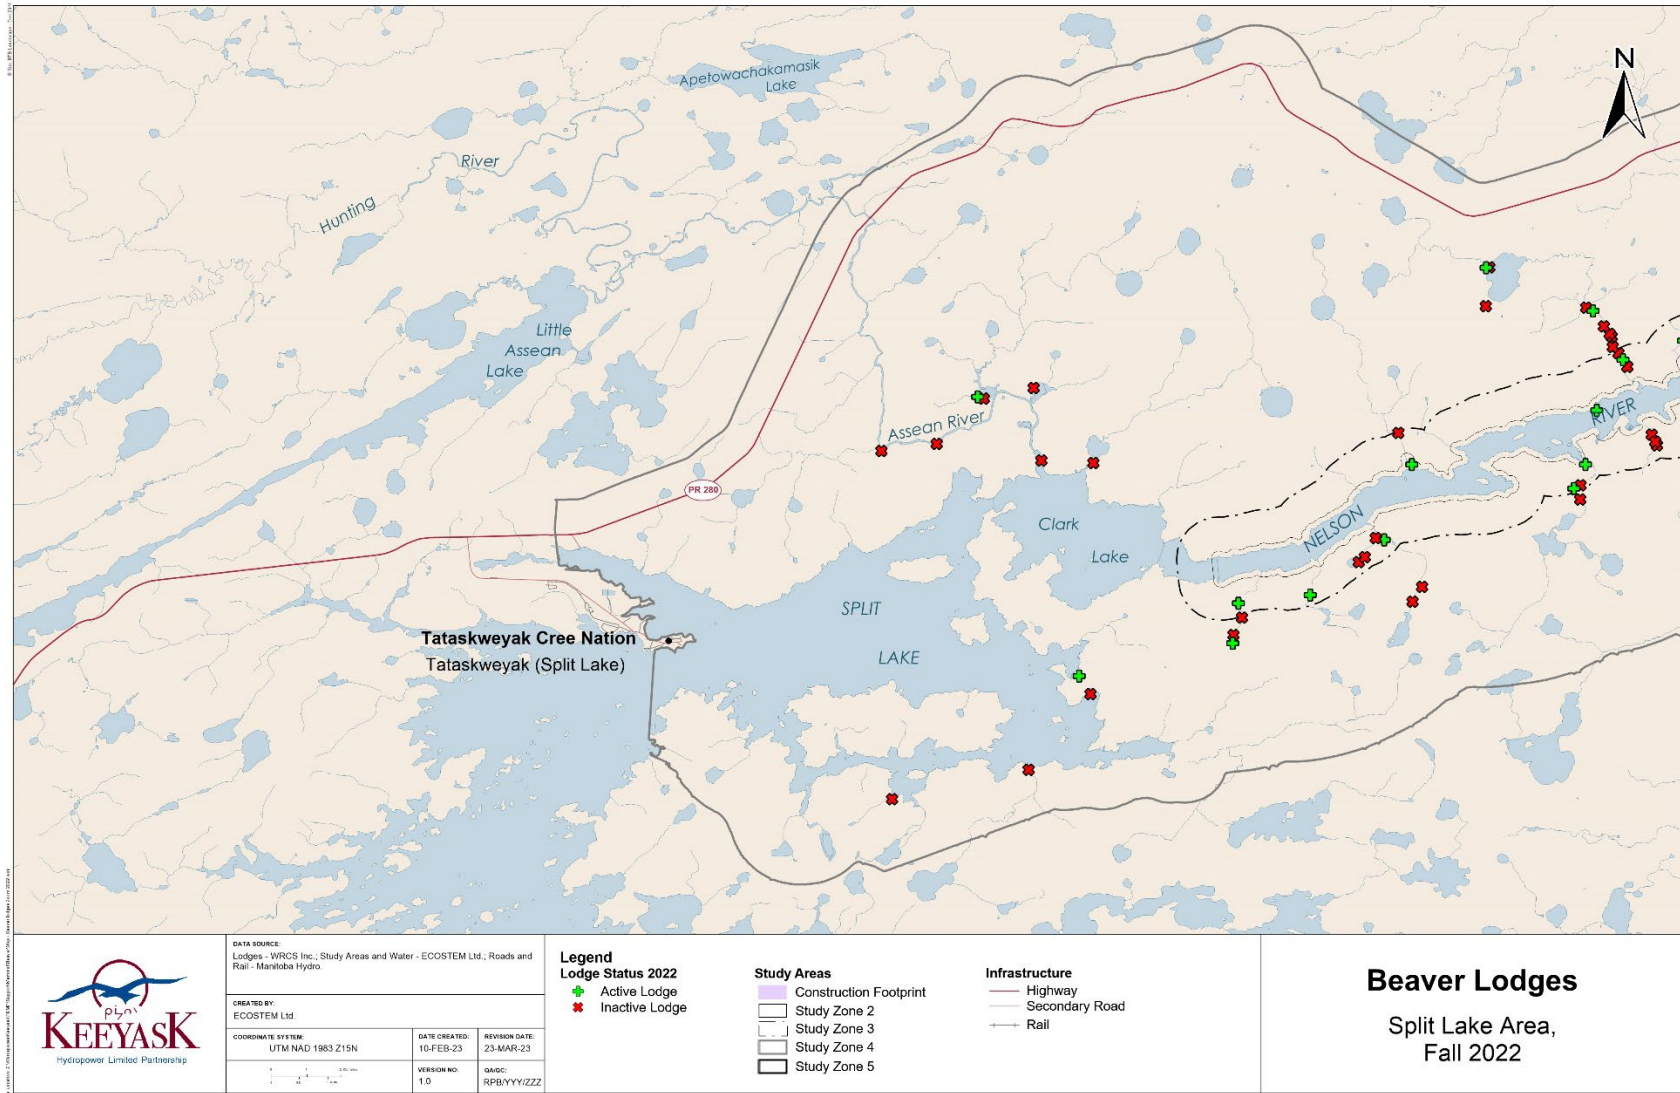 Apetowachakamasik
Lake
N
River
Hunting
Little
Assean
Lake
Assean River
RIVER
PR 280
Clark
Lake
NELSON
SPLIT
LAKE
Tataskweyak Cree Nation
Tataskweyak (Split Lake)
KEEYASK
Hydropower Limited Partnership
DATA SOURCE:
Lodges - WRCS Inc.; Study Areas and Water - ECOSTEM Ltd.; Roads and
Rail - Manitoba Hydro.
CREATED BY:
ECOSTEM Ltd.
COORDINATE SYSTEM:
UTM NAD 1983 Z15N
DATE CREATED:
10-FEB-23
REVISION DATE:
23-MAR-23
VERSION NO:
1.0
QA/QC:
RPB/YYY/ZZZ
Legend
Lodge Status 2022
Active Lodge
Inactive Lodge
Study Areas
Construction Footprint
Study Zone 2
Study Zone 3
Study Zone 4
Study Zone 5
Infrastructure
Highway
Secondary Road
Rail
Beaver Lodges
Split Lake Area,
Fall 2022